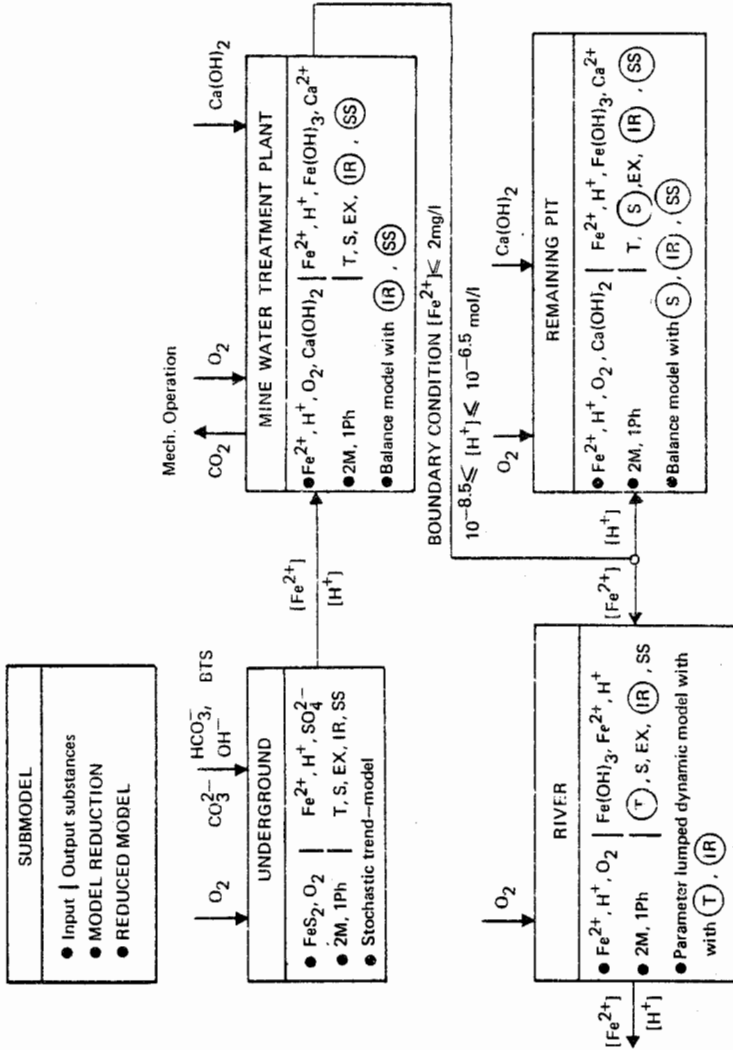 SUBMODEL
● Input | Output substances
● MODEL REDUCTION
● REDUCED MODEL
O₂
CO₃²⁻
HCO₃⁻, BTS
OH⁻
UNDERGROUND
● FeS₂, O₂ | Fe²⁺, H⁺, SO₄²⁻
● 2M, 1Ph | T, S, EX, IR, SS
● Stochastic trend–model
[Fe²⁺]
[H⁺]
Mech. Operation
CO₂
O₂
Ca(OH)₂
MINE WATER TREATMENT PLANT
● Fe²⁺, H⁺, O₂, Ca(OH)₂ | Fe²⁺, H⁺, Fe(OH)₃, Ca²⁺
● 2M, 1Ph | T, S, EX, IR, SS
● Balance model with IR, SS
BOUNDARY CONDITION [Fe²⁺] ⩽ 2mg/l
10⁻⁸·⁵ ⩽ [H⁺] ⩽ 10⁻⁶·⁵ mol/l
O₂
RIVER
● Fe²⁺, H⁺, O₂ | Fe(OH)₃, Fe²⁺, H⁺
● 2M, 1Ph | T, S, EX, IR, SS
● Parameter lumped dynamic model with
with T, IR
[Fe²⁺]
[H⁺]
[Fe²⁺]
[H⁺]
O₂
Ca(OH)₂
REMAINING PIT
● Fe²⁺, H⁺, O₂, Ca(OH)₂ | Fe²⁺, H⁺, Fe(OH)₃, Ca²⁺
● 2M, 1Ph | T, S, EX, IR, SS
● Balance model with S, IR, SS